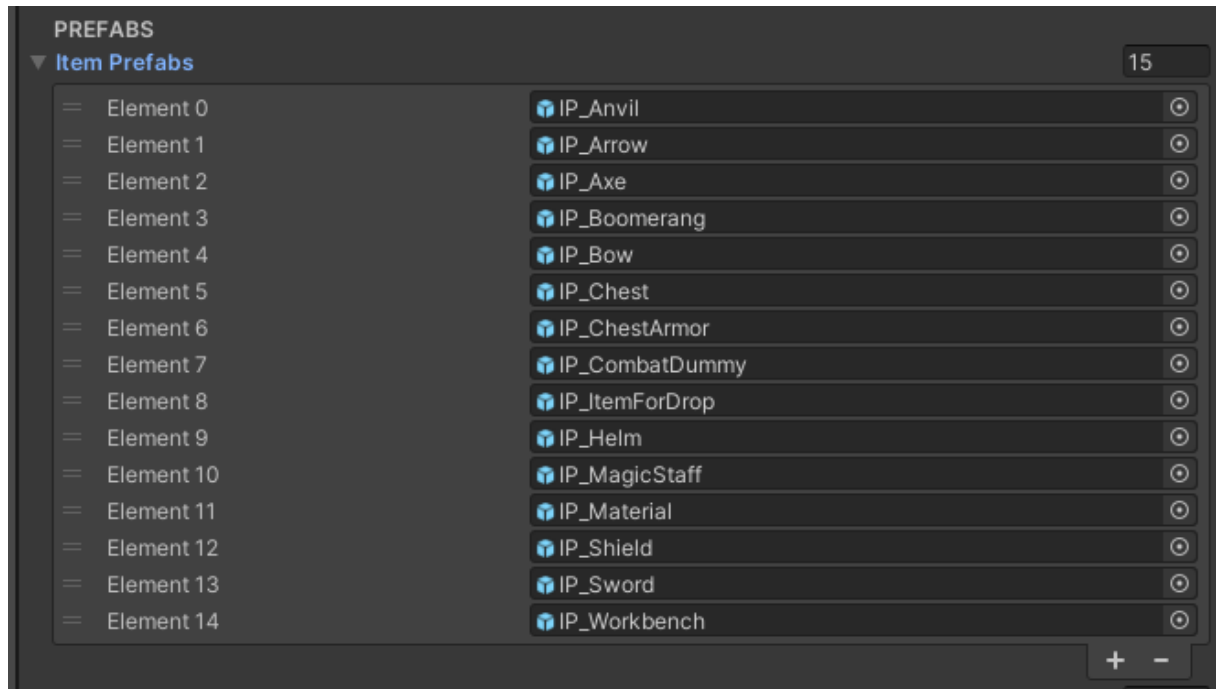 PREFABS
Item Prefabs 15
Element 0 IP_Anvil
Element 1 IP_Arrow
Element 2 IP_Axe
Element 3 IP_Boomerang
Element 4 IP_Bow
Element 5 IP_Chest
Element 6 IP_ChestArmor
Element 7 IP_CombatDummy
Element 8 IP_ItemForDrop
Element 9 IP_Helm
Element 10 IP_MagicStaff
Element 11 IP_Material
Element 12 IP_Shield
Element 13 IP_Sword
Element 14 IP_Workbench
+ -